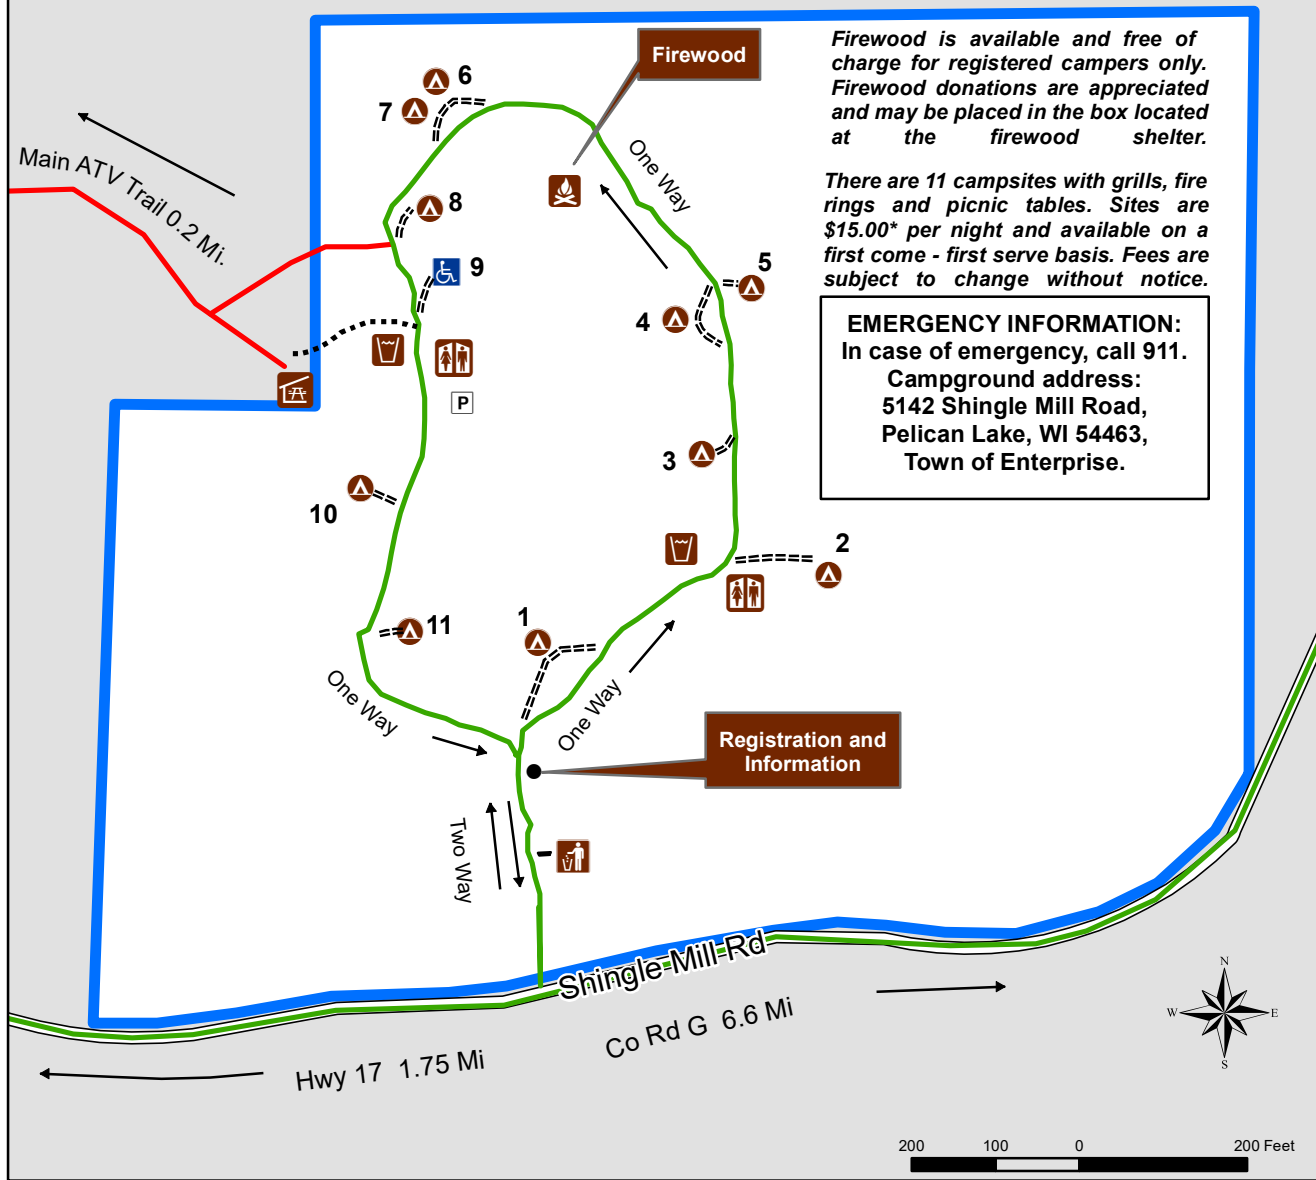 Firewood is available and free of
charge for registered campers only.
Firewood donations are appreciated
and may be placed in the box located
at the firewood shelter.
There are 11 campsites with grills, fire
rings and picnic tables. Sites are
$15.00* per night and available on a
first come - first serve basis. Fees are
subject to change without notice.
EMERGENCY INFORMATION:
In case of emergency, call 911.
Campground address:
5142 Shingle Mill Road,
Pelican Lake, WI 54463,
Town of Enterprise.
Firewood
6
7
One Way
Main ATV Trail 0.2 Mi.
8
9
5
4
P
3
10
2
1
11
One Way
One Way
Registration and
Information
Two Way
Shingle Mill Rd
Co Rd G 6.6 Mi
Hwy 17 1.75 Mi
N
W
E
S
200
100
0
200 Feet